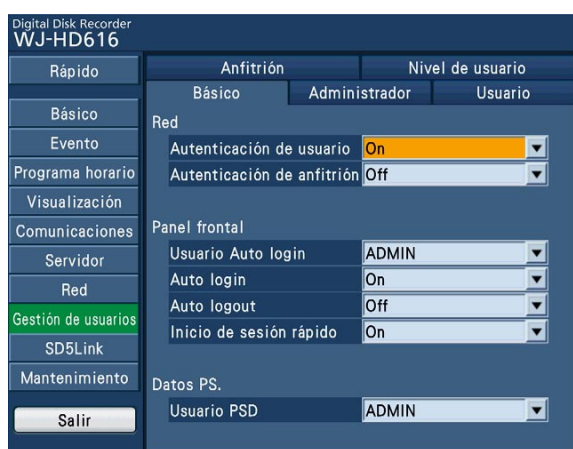 Digital Disk Recorder
WJ-HD616
Rápido
Básico
Evento
Programa horario
Visualización
Comunicaciones
Servidor
Red
Gestión de usuarios
SD5Link
Mantenimiento
Salir
Anfitrión Nivel de usuario
Básico Administrador Usuario
Red
Autenticación de usuario On
Autenticación de anfitrión Off
Panel frontal
Usuario Auto login ADMIN
Auto login On
Auto logout Off
Inicio de sesión rápido On
Datos PS.
Usuario PSD ADMIN